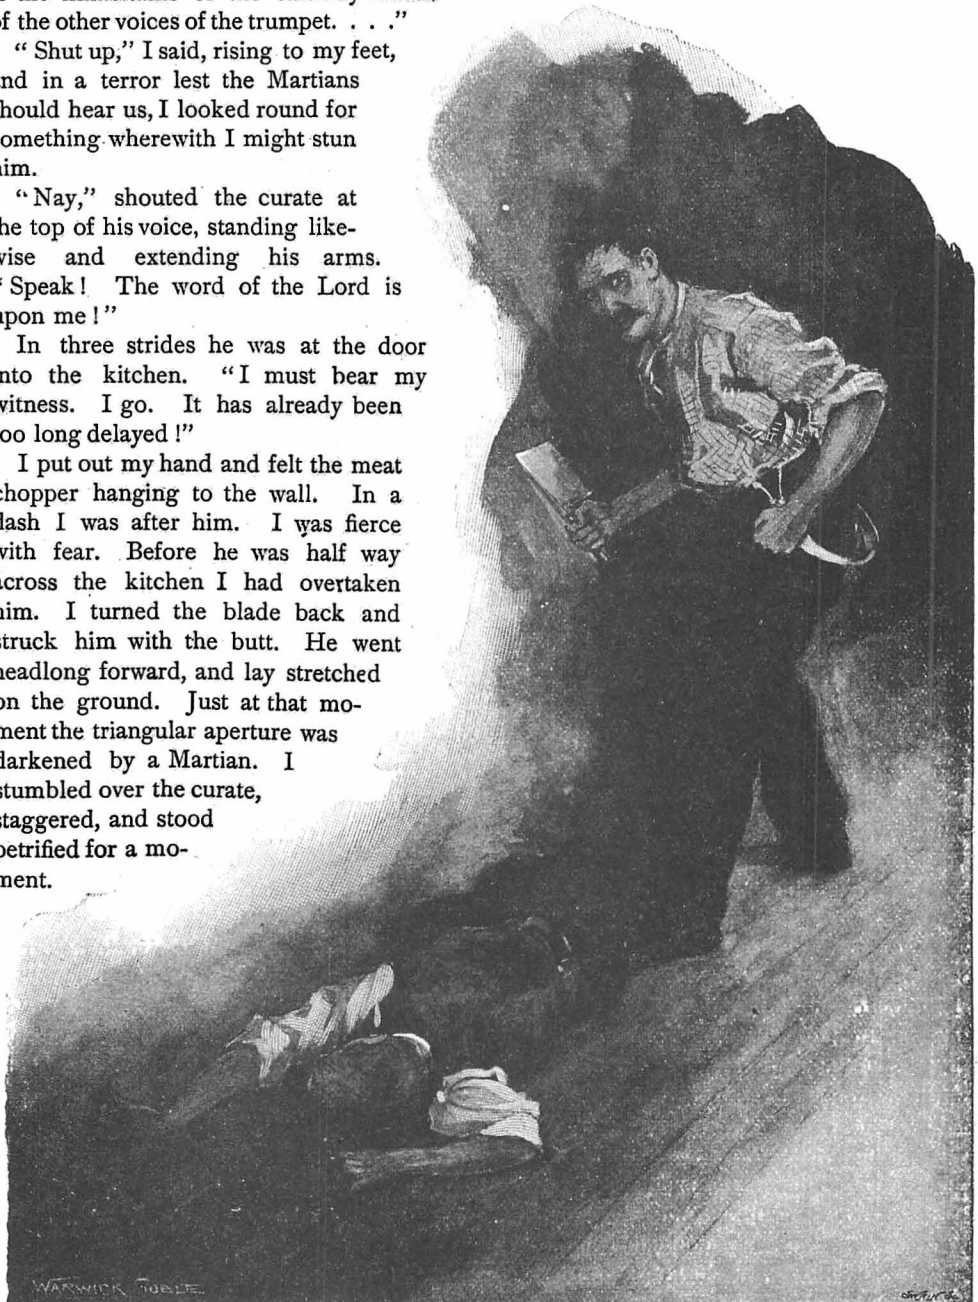 of the other voices of the trumpet. . . .”
“ Shut up,” I said, rising to my feet,
nd in a terror lest the Martians
hould hear us, I looked round for
omething wherewith I might stun
im.
“ Nay,” shouted the curate at
he top of his voice, standing like-
wise and extending his arms.
‘ Speak ! The word of the Lord is
upon me ! ”
In three strides he was at the door
nto the kitchen. “ I must bear my
witness. I go. It has already been
oo long delayed !”
I put out my hand and felt the meat
chopper hanging to the wall. In a
flash I was after him. I was fierce
with fear. Before he was half way
across the kitchen I had overtaken
him. I turned the blade back and
struck him with the butt. He went
headlong forward, and lay stretched
on the ground. Just at that mo-
ment the triangular aperture was
darkened by a Martian. I
stumbled over the curate,
staggered, and stood
petrified for a mo-
ment.
WARWICK GOBLE